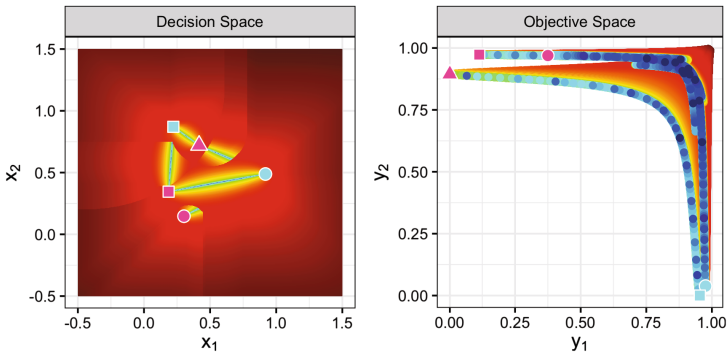 Decision Space
1.5
1.0
0.5
0.0
-0.5
x2
-0.5 0.0 0.5 1.0 1.5
x1
Objective Space
1.00
0.75
0.50
0.25
0.00
y2
0.00 0.25 0.50 0.75 1.00
y1